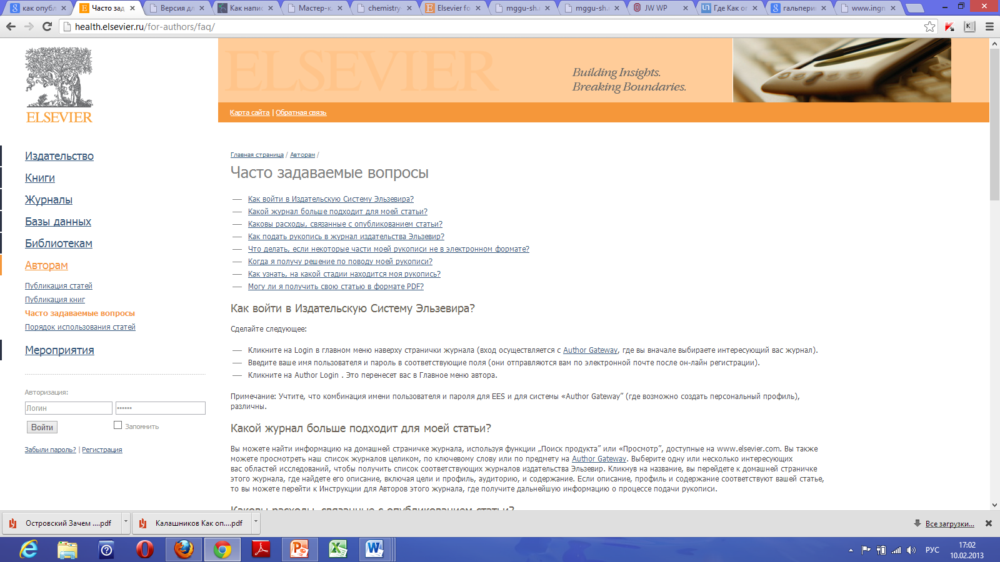 как опубл
Часто зад
Версия дл
Как напис
Мастер-к
chemistry
Elsevier fo
mggu-sh.
mggu-sh.
JW WP
Где Как о
гальпери
www.ingn
health.elsevier.ru/for-authors/faq/
ELSEVIER
Building Insights.
Breaking Boundaries.
ELSEVIER
Карта сайта | Обратная связь
Издательство
Книги
Журналы
Базы данных
Библиотекам
Авторам
Публикация статей
Публикация книг
Часто задаваемые вопросы
Порядок использования статей
Мероприятия
Авторизация:
Логин ••••••
Войти Запомнить
Забыли пароль? | Регистрация
Главная страница / Авторам /
Часто задаваемые вопросы
— Как войти в Издательскую Систему Эльзевира?
— Какой журнал больше подходит для моей статьи?
— Каковы расходы, связанные с опубликованием статьи?
— Как подать рукопись в журнал издательства Эльзевир?
— Что делать, если некоторые части моей рукописи не в электронном формате?
— Когда я получу решение по поводу моей рукописи?
— Как узнать, на какой стадии находится моя рукопись?
— Могу ли я получить свою статью в формате PDF?
Как войти в Издательскую Систему Эльзевира?
Сделайте следующее:
— Кликните на Login в главном меню наверху странички журнала (вход осуществляется с Author Gateway, где вы вначале выбираете интересующий вас журнал).
— Введите ваше имя пользователя и пароль в соответствующие поля (они отправляются вам по электронной почте после он-лайн регистрации).
— Кликните на Author Login . Это перенесет вас в Главное меню автора.
Примечание: Учтите, что комбинация имени пользователя и пароля для EES и для системы «Author Gateway” (где возможно создать персональный профиль),
различны.
Какой журнал больше подходит для моей статьи?
Вы можете найти информацию на домашней страничке журнала, используя функции „Поиск продукта” или «Просмотр”, доступные на www.elsevier.com. Вы также
можете просмотреть наш список журналов целиком, по ключевому слову или по предмету на Author Gateway. Выберите одну или несколько интересующих
вас областей исследований, чтобы получить список соответствующих журналов издательства Эльзевир. Кликнув на название, вы перейдете к домашней страничке
этого журнала, где найдете его описание, включая цели и профиль, аудиторию, и содержание. Если описание, профиль и содержание соответствуют вашей статье,
то вы можете перейти к Инструкции для Авторов этого журнала, где получите дальнейшую информацию о процессе подачи рукописи.
Каковы расходы, связанные с опубликованием статьи?
Островский Зачем ....pdf
Калашников Как оп....pdf
Все загрузки...
РУС
17:02
10.02.2013